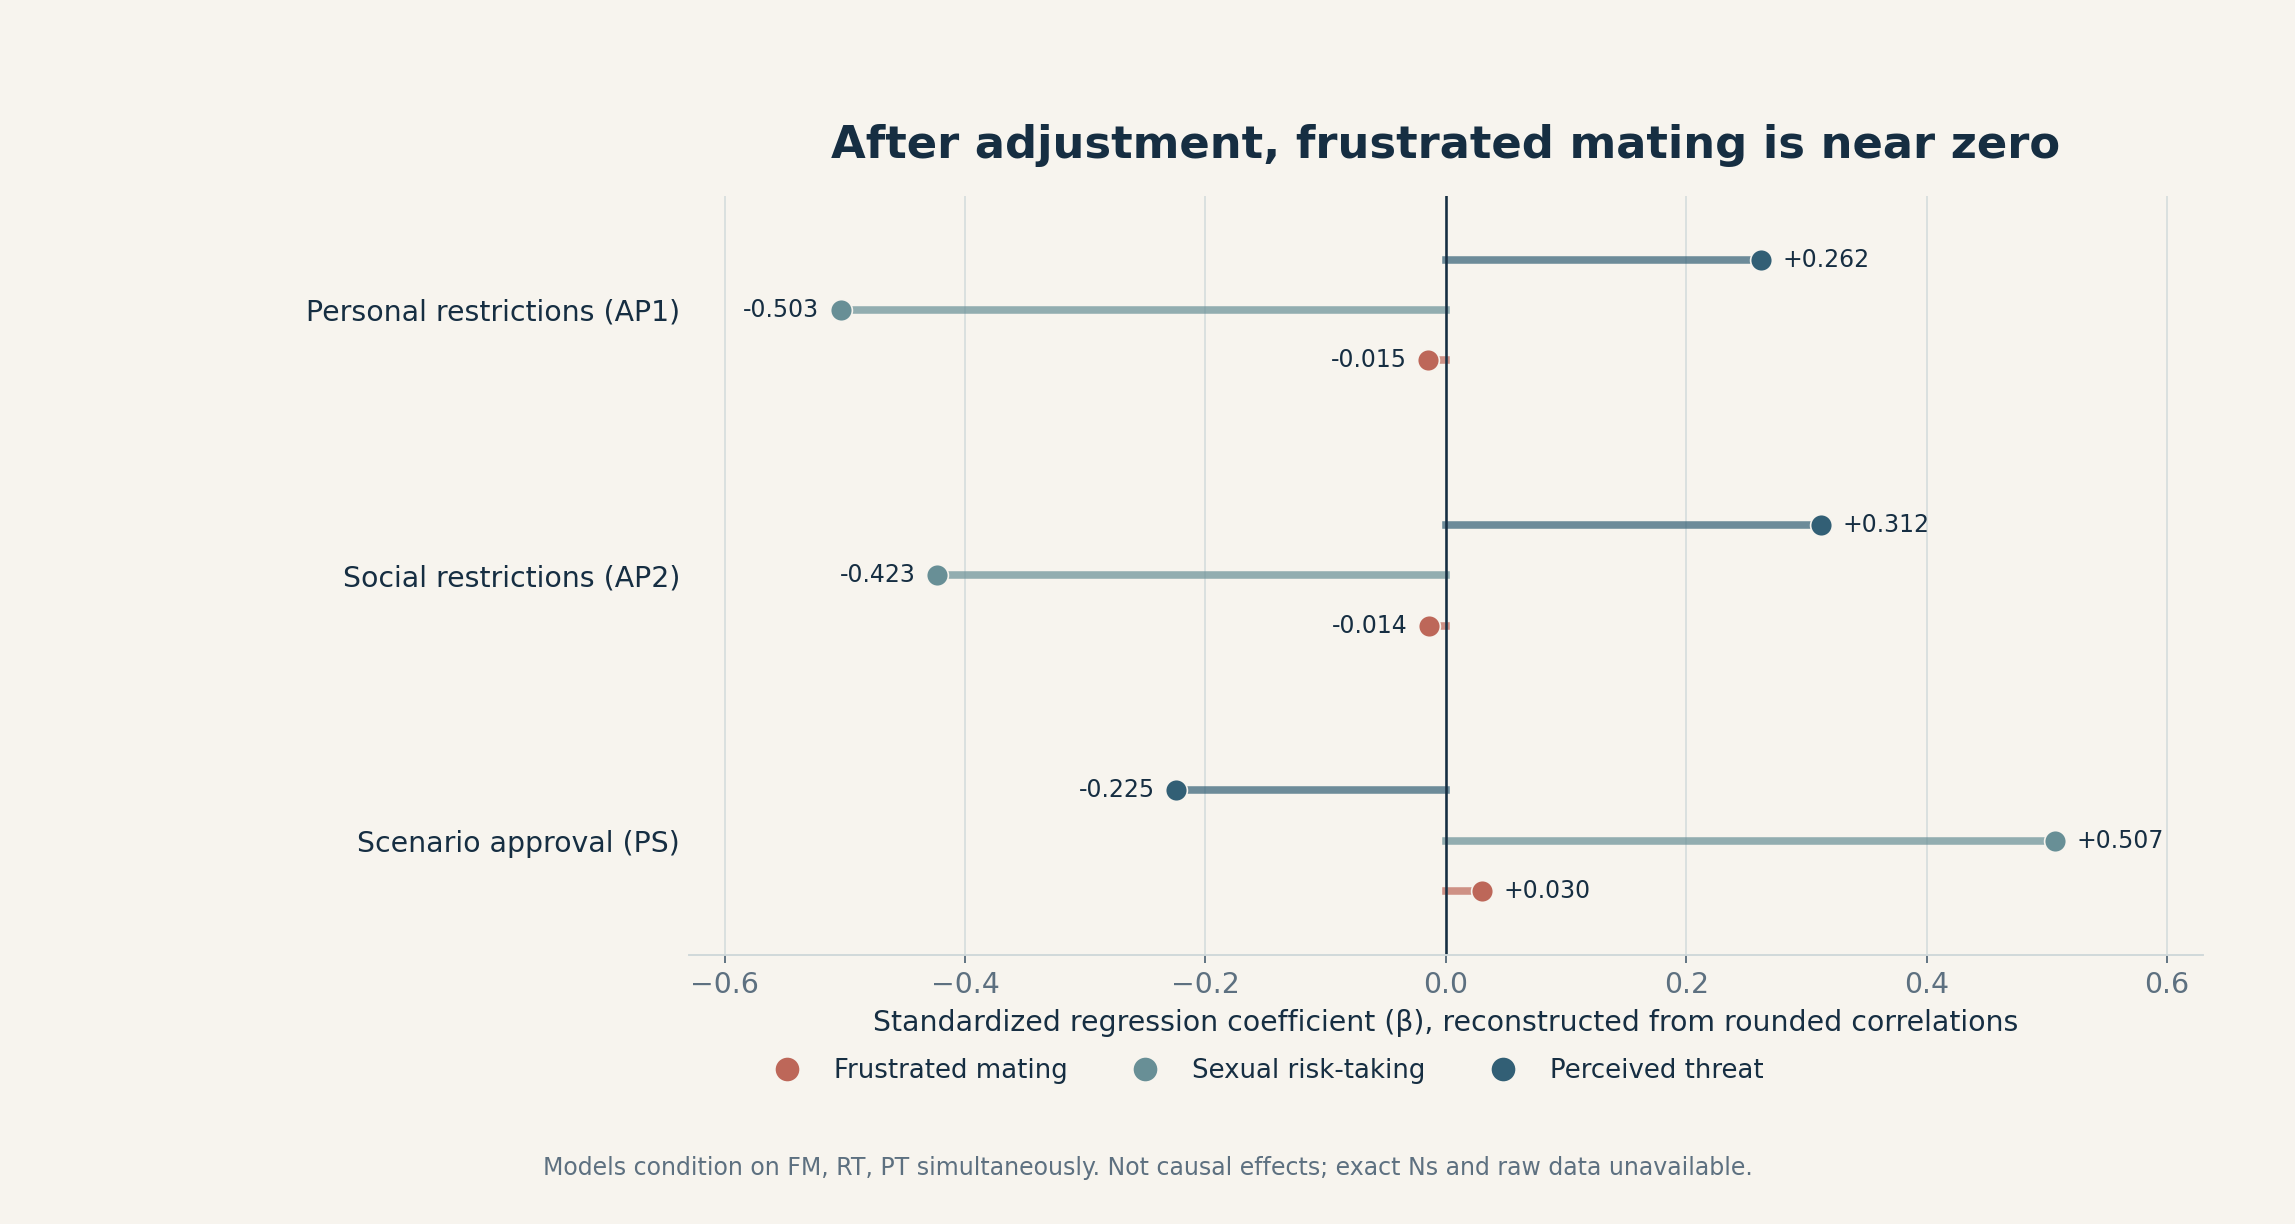 After adjustment, frustrated mating is near zero
+0.262
Personal restrictions (AP1)
-0.503
-0.015
+0.312
Social restrictions (AP2)
-0.423
-0.014
-0.225
Scenario approval (PS)
+0.507
+0.030
−0.6 −0.4 −0.2 0.0 0.2 0.4 0.6
Standardized regression coefficient (β), reconstructed from rounded correlations
Frustrated mating Sexual risk-taking Perceived threat
Models condition on FM, RT, PT simultaneously. Not causal effects; exact Ns and raw data unavailable.